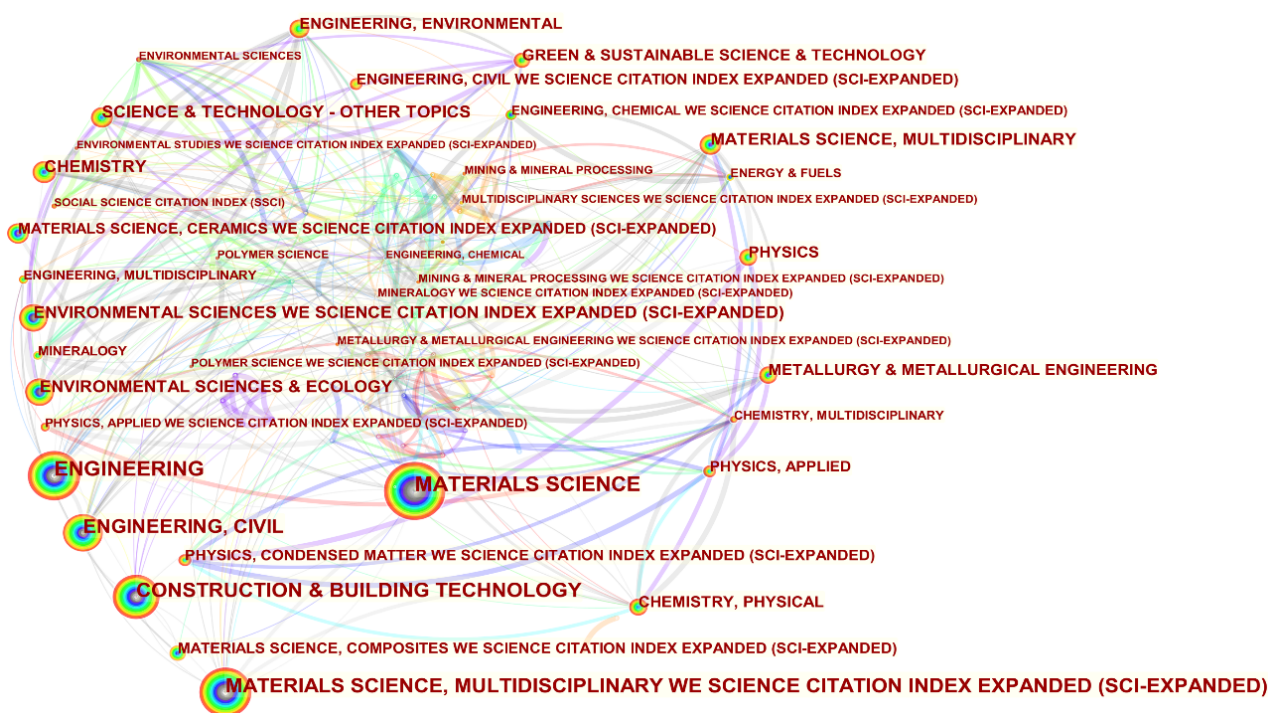 ENGINEERING, ENVIRONMENTAL
ENVIRONMENTAL SCIENCES
GREEN & SUSTAINABLE SCIENCE & TECHNOLOGY
ENGINEERING, CIVIL WE SCIENCE CITATION INDEX EXPANDED (SCI-EXPANDED)
SCIENCE & TECHNOLOGY - OTHER TOPICS
ENGINEERING, CHEMICAL WE SCIENCE CITATION INDEX EXPANDED (SCI-EXPANDED)
MATERIALS SCIENCE, MULTIDISCIPLINARY
ENVIRONMENTAL STUDIES WE SCIENCE CITATION INDEX EXPANDED (SCI-EXPANDED)
CHEMISTRY
MINING & MINERAL PROCESSING
ENERGY & FUELS
SOCIAL SCIENCE CITATION INDEX (SSCI)
MULTIDISCIPLINARY SCIENCES WE SCIENCE CITATION INDEX EXPANDED (SCI-EXPANDED)
MATERIALS SCIENCE, CERAMICS WE SCIENCE CITATION INDEX EXPANDED (SCI-EXPANDED)
POLYMER SCIENCE
ENGINEERING, CHEMICAL
PHYSICS
ENGINEERING, MULTIDISCIPLINARY
MINING & MINERAL PROCESSING WE SCIENCE CITATION INDEX EXPANDED (SCI-EXPANDED)
MINERALOGY WE SCIENCE CITATION INDEX EXPANDED (SCI-EXPANDED)
ENVIRONMENTAL SCIENCES WE SCIENCE CITATION INDEX EXPANDED (SCI-EXPANDED)
METALLURGY & METALLURGICAL ENGINEERING WE SCIENCE CITATION INDEX EXPANDED (SCI-EXPANDED)
MINERALOGY
POLYMER SCIENCE WE SCIENCE CITATION INDEX EXPANDED (SCI-EXPANDED)
METALLURGY & METALLURGICAL ENGINEERING
ENVIRONMENTAL SCIENCES & ECOLOGY
CHEMISTRY, MULTIDISCIPLINARY
PHYSICS, APPLIED WE SCIENCE CITATION INDEX EXPANDED (SCI-EXPANDED)
ENGINEERING
PHYSICS, APPLIED
MATERIALS SCIENCE
ENGINEERING, CIVIL
PHYSICS, CONDENSED MATTER WE SCIENCE CITATION INDEX EXPANDED (SCI-EXPANDED)
CONSTRUCTION & BUILDING TECHNOLOGY
CHEMISTRY, PHYSICAL
MATERIALS SCIENCE, COMPOSITES WE SCIENCE CITATION INDEX EXPANDED (SCI-EXPANDED)
MATERIALS SCIENCE, MULTIDISCIPLINARY WE SCIENCE CITATION INDEX EXPANDED (SCI-EXPANDED)